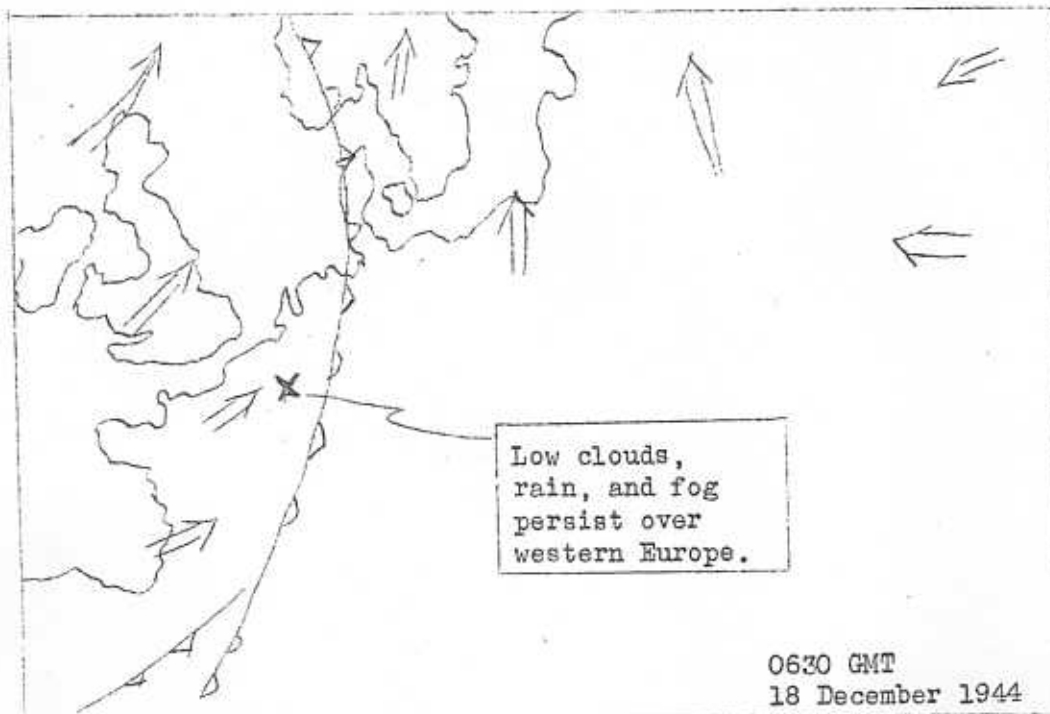 Low clouds,
rain, and fog
persist over
western Europe.
0630 GMT
18 December 1944